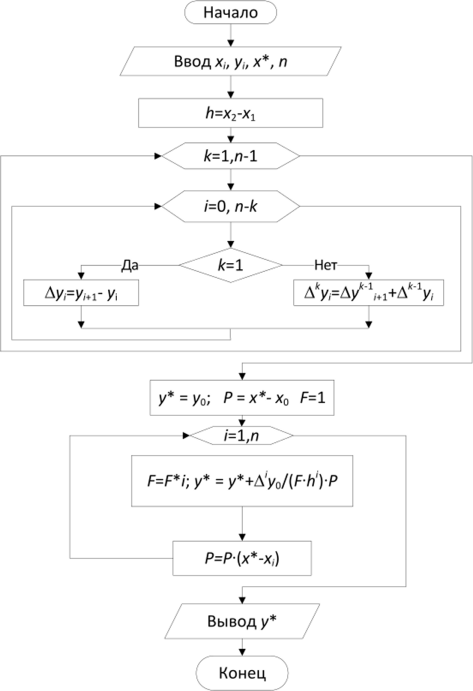 Начало
Ввод xᵢ, yᵢ, x*, n
h=x₂-x₁
k=1,n-1
i=0, n-k
k=1
Да
Нет
Δyᵢ=yᵢ₊₁- yᵢ
Δᵏyᵢ=Δyᵏ⁻¹ᵢ₊₁+Δᵏ⁻¹yᵢ
y* = y₀; P = x*- x₀ F=1
i=1,n
F=F*i; y* = y*+Δⁱy₀/(F·hⁱ)·P
P=P·(x*-xᵢ)
Вывод y*
Конец